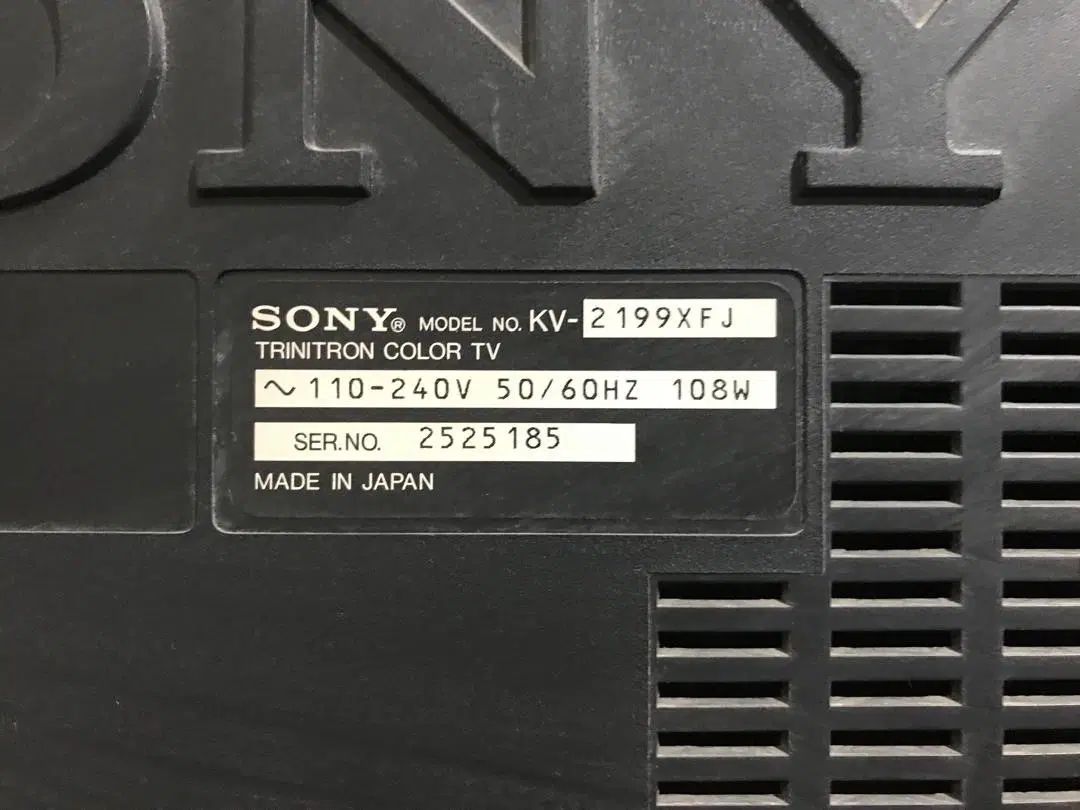 SONY
SONY® MODEL NO. KV-2199XFJ
TRINITRON COLOR TV
~ 110-240V 50/60HZ 108W
SER.NO. 2525185
MADE IN JAPAN